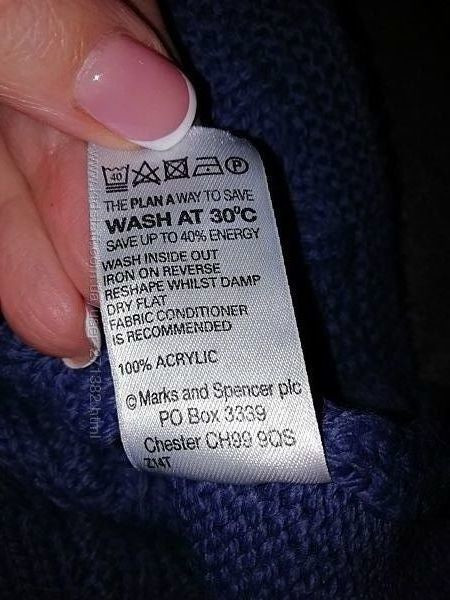 40 P
THE PLAN A WAY TO SAVE
WASH AT 30°C
SAVE UP TO 40% ENERGY
WASH INSIDE OUT
IRON ON REVERSE
RESHAPE WHILST DAMP
DRY FLAT
FABRIC CONDITIONER
IS RECOMMENDED
100% ACRYLIC
©Marks and Spencer plc
PO Box 3339
Chester CH99 9QS
Z14T